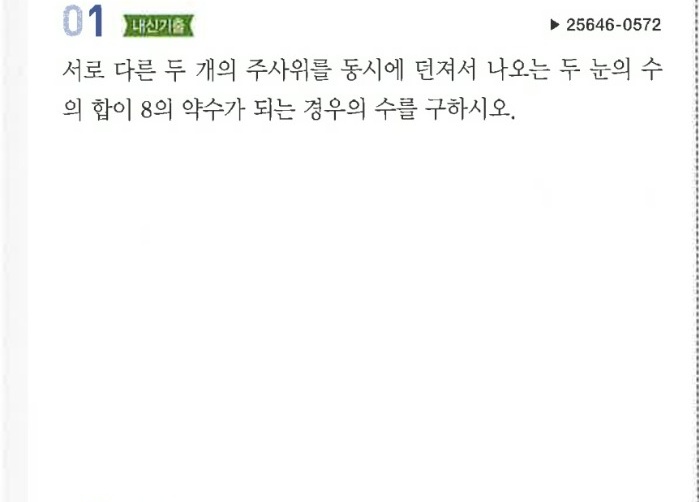 01 내신기출 ▶ 25646-0572
서로 다른 두 개의 주사위를 동시에 던져서 나오는 두 눈의 수
의 합이 8의 약수가 되는 경우의 수를 구하시오.